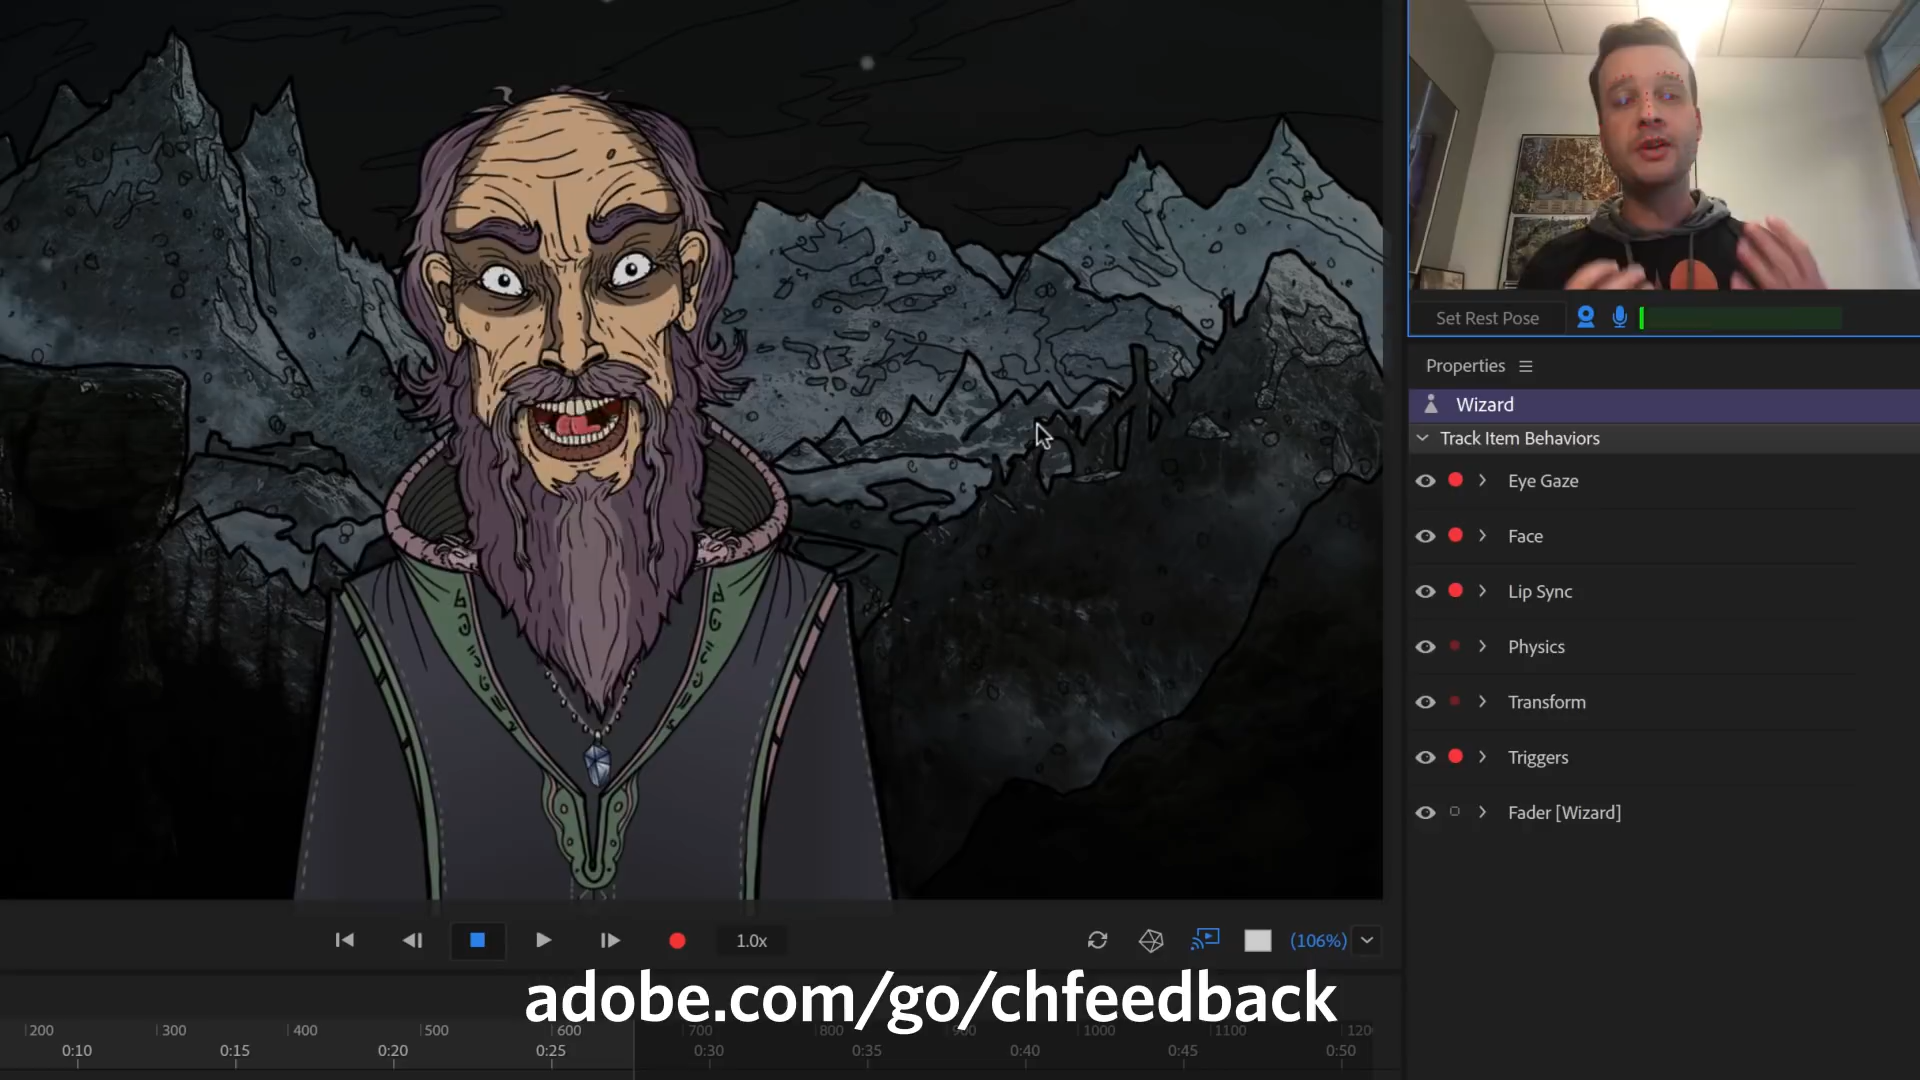 Set Rest Pose
Properties
Wizard
Track Item Behaviors
Eye Gaze
Face
Lip Sync
Physics
Transform
Triggers
Fader [Wizard]
1.0x
(106%)
adobe.com/go/chfeedback
200 300 400 500 600 700 800 900 1000 1100 120
0:10 0:15 0:20 0:25 0:30 0:35 0:40 0:45 0:50